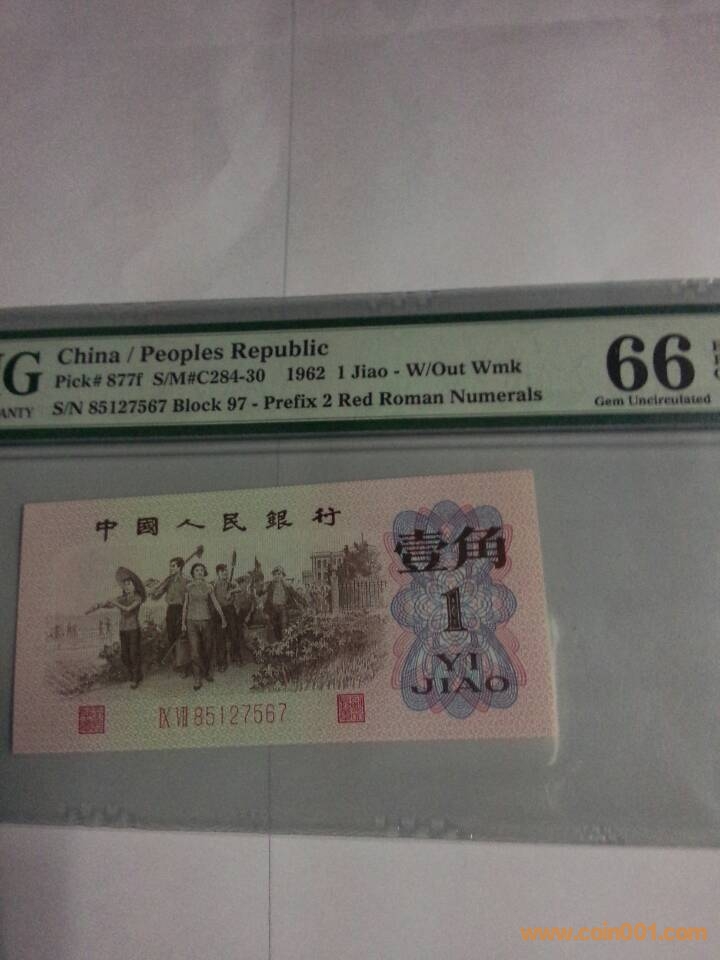 China / Peoples Republic
Pick# 877f S/M#C284-30 1962 1 Jiao - W/Out Wmk
S/N 85127567 Block 97 - Prefix 2 Red Roman Numerals
66
Gem Uncirculated
中國人民銀行
壹角
1
YI
JIAO
IX VII 85127567
www.coin001.com